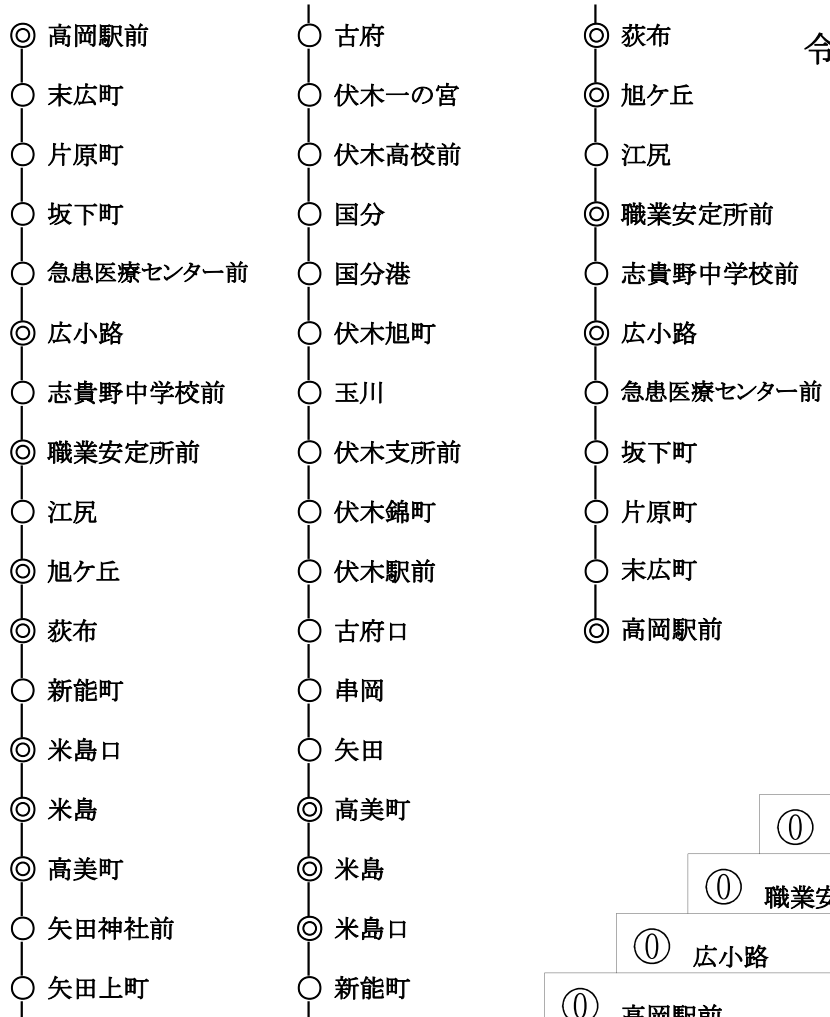 高岡駅前
末広町
片原町
坂下町
急患医療センター前
広小路
志貴野中学校前
職業安定所前
江尻
旭ケ丘
荻布
新能町
米島口
米島
高美町
矢田神社前
矢田上町
古府
伏木一の宮
伏木高校前
国分
国分港
伏木旭町
玉川
伏木支所前
伏木錦町
伏木駅前
古府口
串岡
矢田
高美町
米島
米島口
新能町
荻布
旭ケ丘
江尻
職業安定所前
志貴野中学校前
広小路
急患医療センター前
坂下町
片原町
末広町
高岡駅前
令
⓪
⓪ 職業安
⓪ 広小路
⓪ 高岡駅前